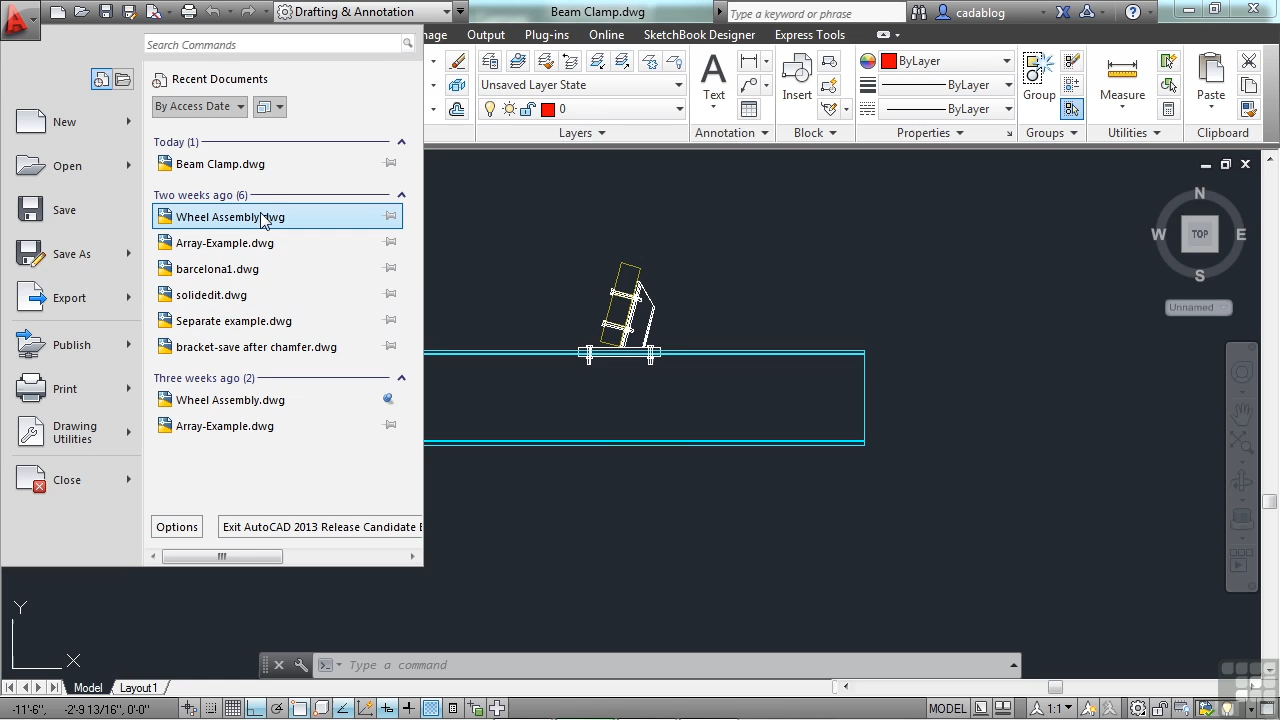 Drafting & Annotation
Beam Clamp.dwg
Type a keyword or phrase
cadablog
Search Commands
Output
Plug-ins
Online
SketchBook Designer
Express Tools
Recent Documents
By Access Date
New
Open
Save
Save As
Export
Publish
Print
Drawing
Utilities
Close
Today (1)
Beam Clamp.dwg
Two weeks ago (6)
Wheel Assembly.dwg
Array-Example.dwg
barcelona1.dwg
solidedit.dwg
Separate example.dwg
bracket-save after chamfer.dwg
Three weeks ago (2)
Wheel Assembly.dwg
Array-Example.dwg
Options
Exit AutoCAD 2013 Release Candidate
Unsaved Layer State
0
Layers
Text
Annotation
Insert
Block
ByLayer
ByLayer
ByLayer
Properties
Group
Groups
Measure
Utilities
Paste
Clipboard
N
W
TOP
E
S
Unnamed
Y
X
Type a command
Model
Layout1
-11'-6", -2'-9 13/16", 0'-0"
MODEL
1:1